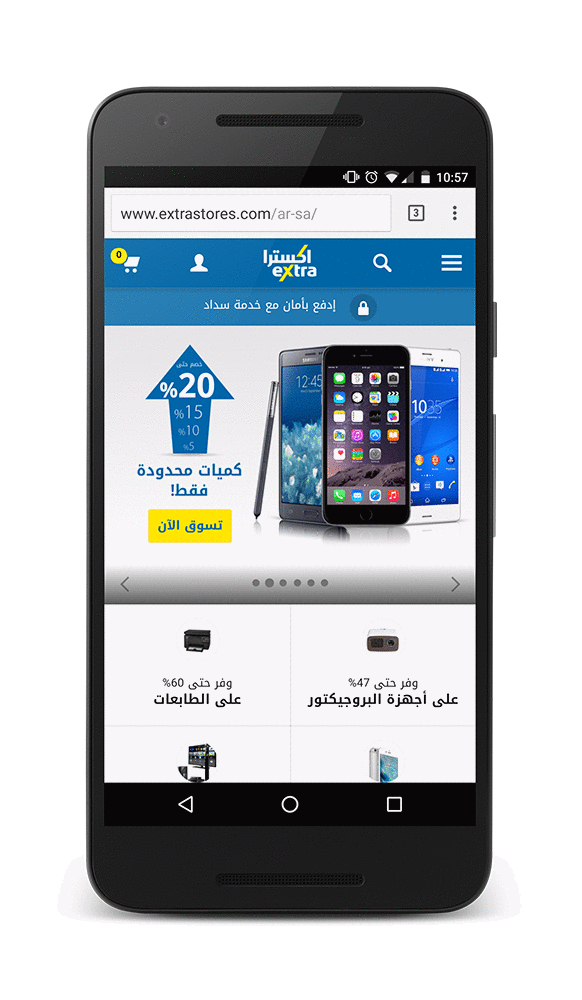 10:57
www.extrastores.com/ar-sa/
3
0
اكسترا
extra
إدفع بأمان مع خدمة سداد
خصم حتى
%20
%15
%10
%5
كميات محدودة
فقط!
تسوق الآن
12:45
10:35
وفر حتى 47%
على أجهزة البروجيكتور
وفر حتى 60%
على الطابعات